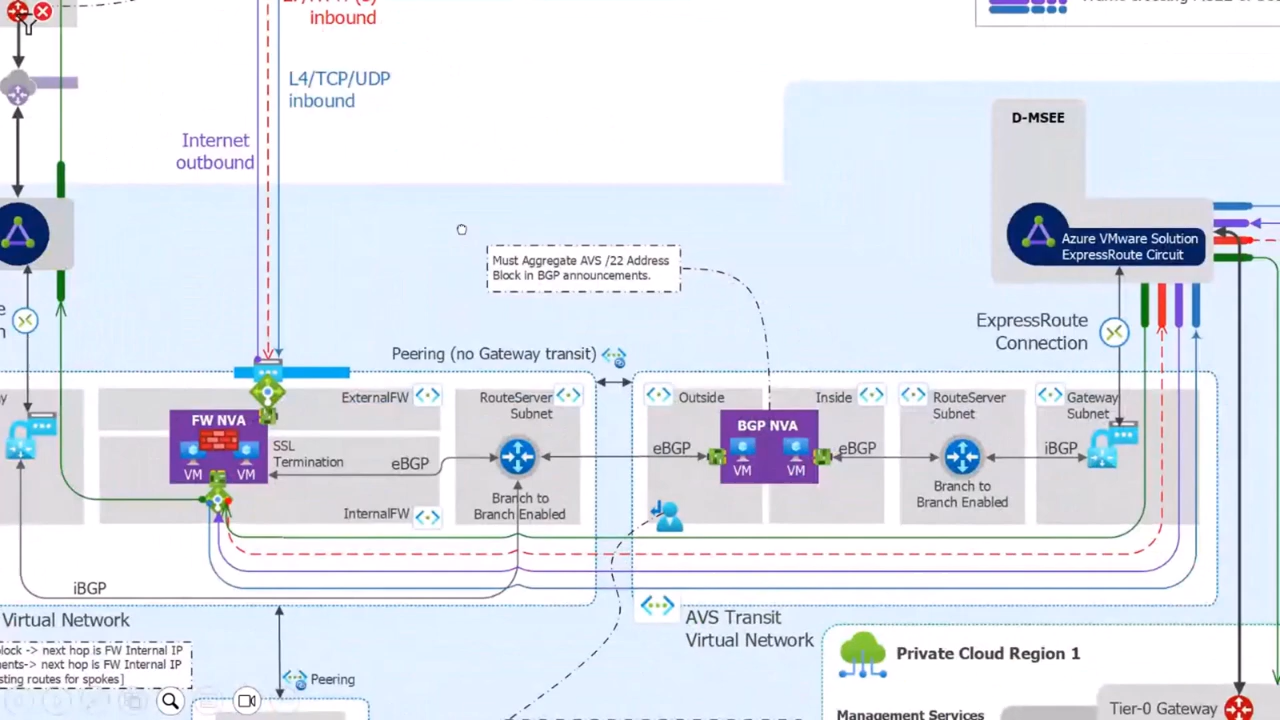 inbound
L4/TCP/UDP
inbound
Internet
outbound
D-MSEE
Azure VMware Solution
ExpressRoute Circuit
Must Aggregate AVS /22 Address
Block in BGP announcements.
ExpressRoute
Connection
Peering (no Gateway transit)
ExternalFW
RouteServer
Subnet
Outside
Inside
RouteServer
Subnet
Gateway
Subnet
FW NVA
VM
VM
SSL
Termination
eBGP
eBGP
BGP NVA
VM
VM
eBGP
iBGP
Branch to
Branch Enabled
Branch to
Branch Enabled
InternalFW
iBGP
Virtual Network
AVS Transit
Virtual Network
lock -> next hop is FW Internal IP
ments-> next hop is FW Internal IP
sting routes for spokes]
Peering
Private Cloud Region 1
Management Services
Tier-0 Gateway